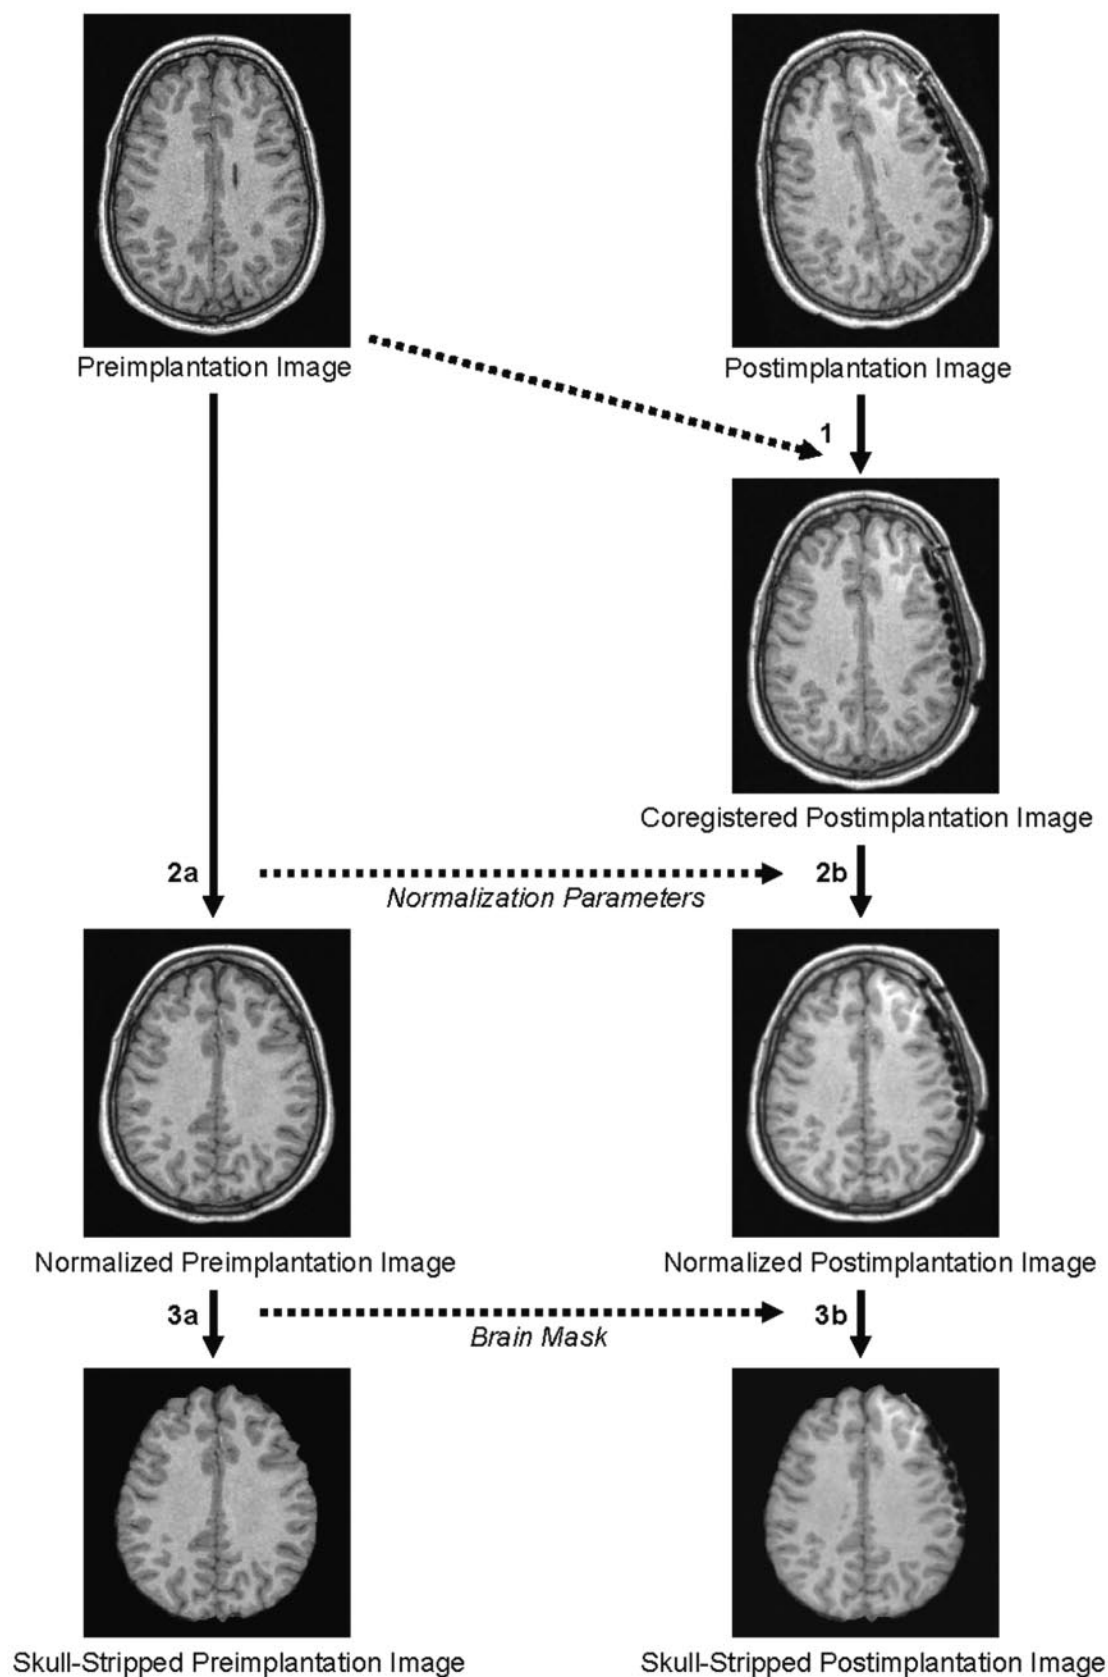 Preimplantation Image
Postimplantation Image
1
Coregistered Postimplantation Image
2a
2b
Normalization Parameters
Normalized Preimplantation Image
Normalized Postimplantation Image
3a
3b
Brain Mask
Skull-Stripped Preimplantation Image
Skull-Stripped Postimplantation Image